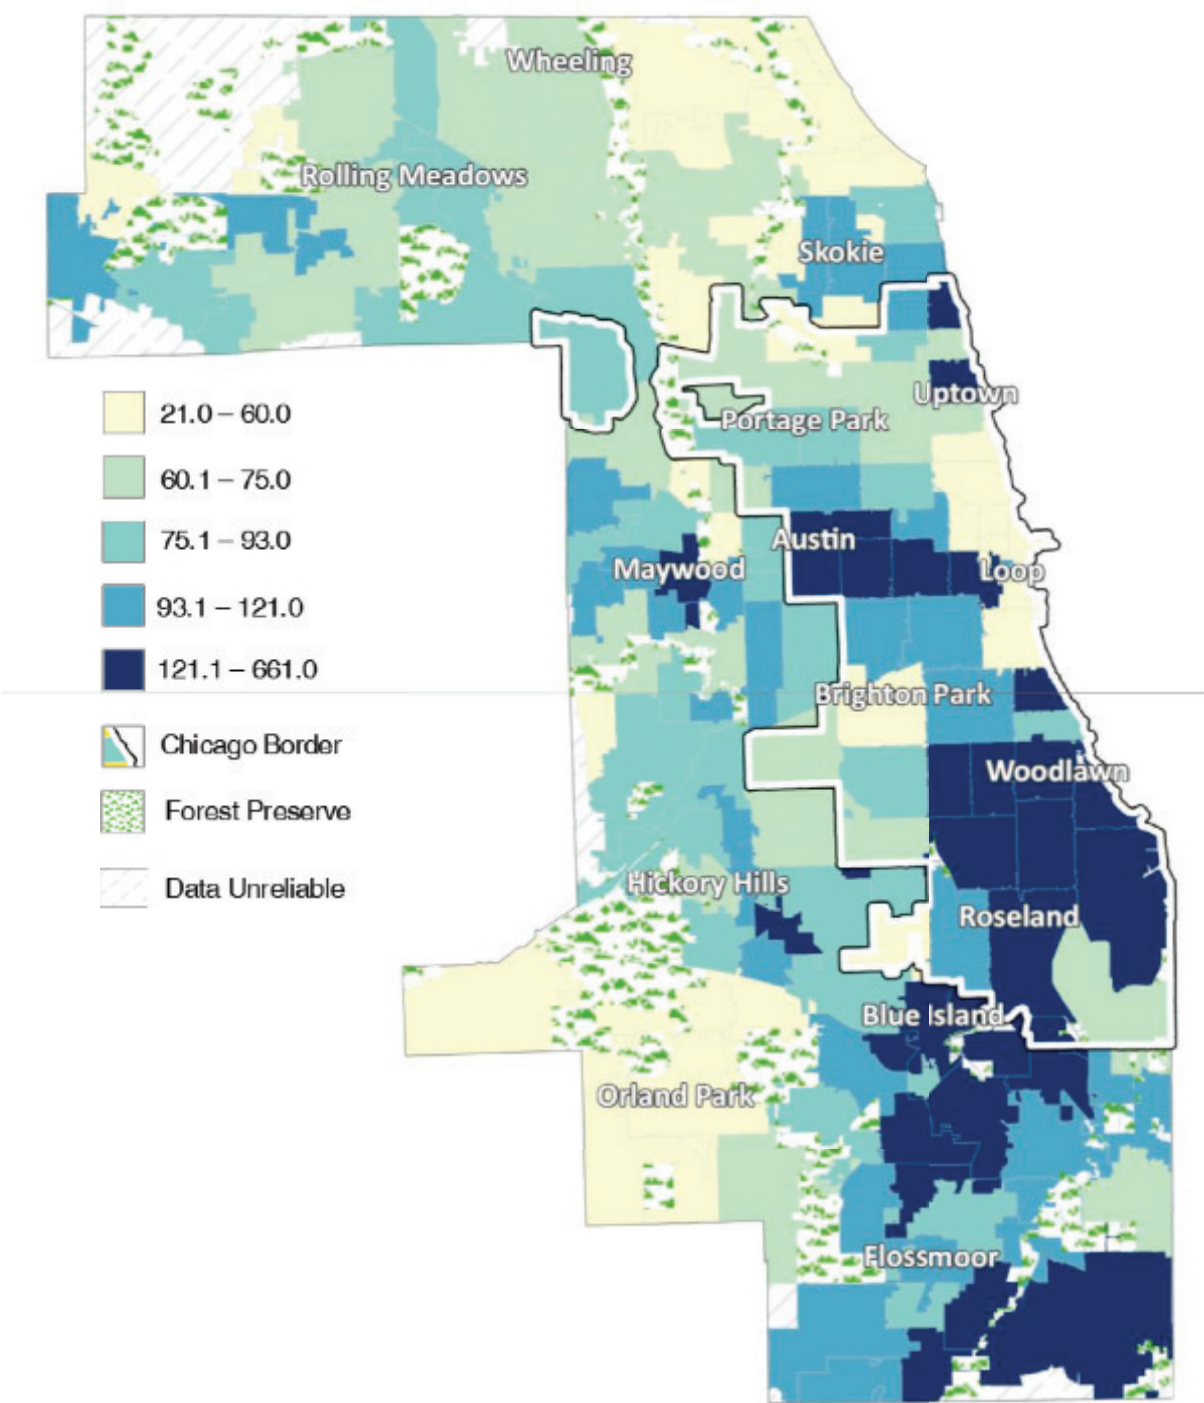 Wheeling
Rolling Meadows
Skokie
Uptown
Portage Park
Austin
Loop
Maywood
Brighton Park
Woodlawn
Hickory Hills
Roseland
Blue Island
Orland Park
Flossmoor
21.0 – 60.0
60.1 – 75.0
75.1 – 93.0
93.1 – 121.0
121.1 – 661.0
Chicago Border
Forest Preserve
Data Unreliable